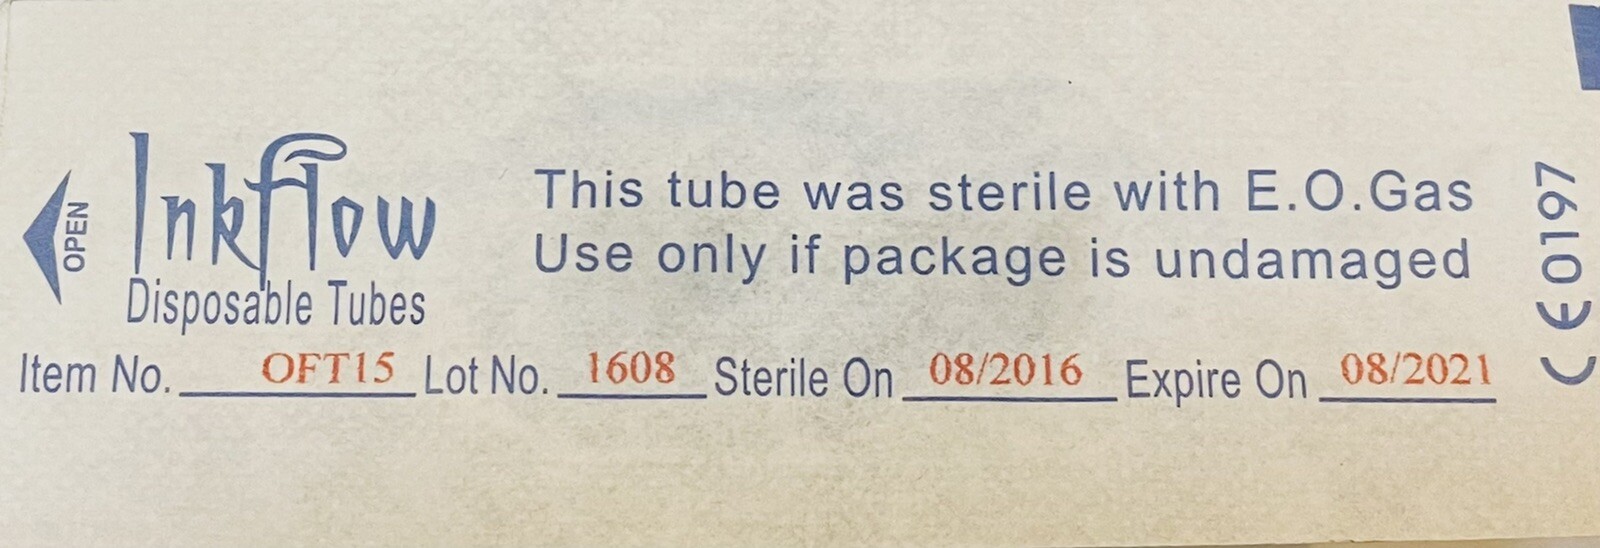 OPEN
Inkflow
Disposable Tubes
This tube was sterile with E.O.Gas
Use only if package is undamaged
Item No. OFT15 Lot No. 1608 Sterile On 08/2016 Expire On 08/2021
CE0197